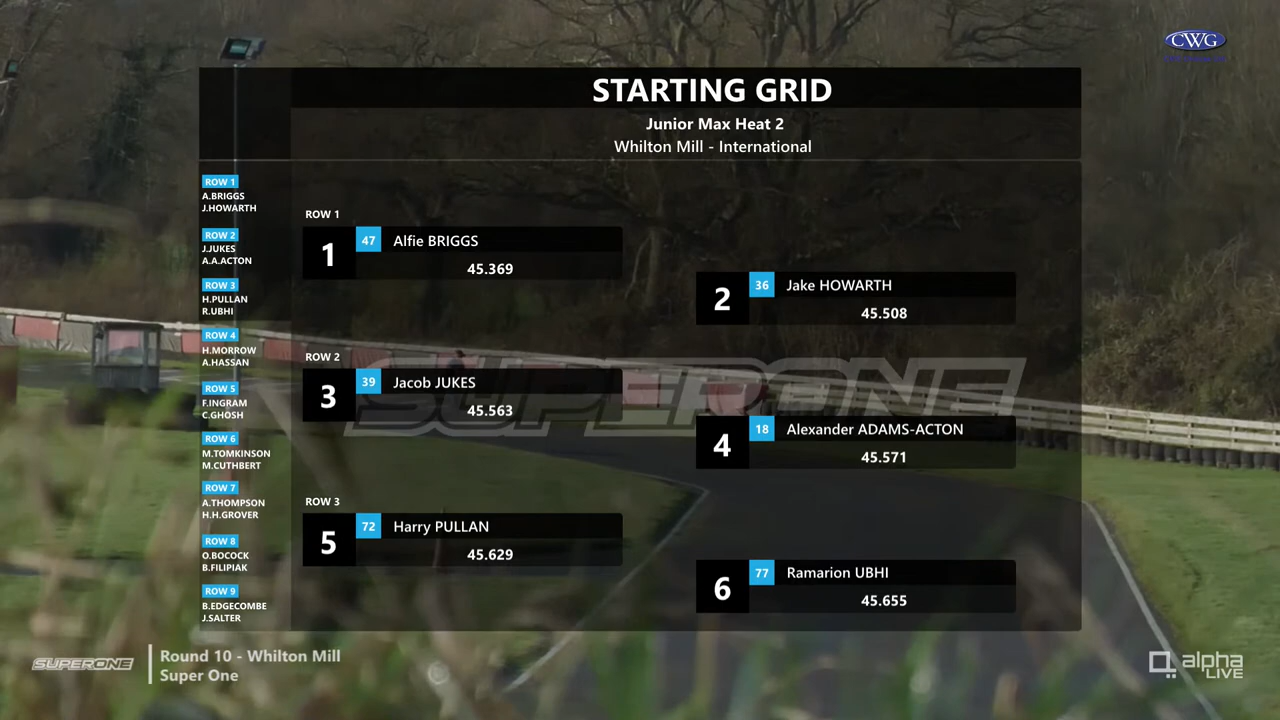 CWG
STARTING GRID
Junior Max Heat 2
Whilton Mill - International
ROW 1
A.BRIGGS
J.HOWARTH
ROW 2
J.JUKES
A.A.ACTON
ROW 3
H.PULLAN
R.UBHI
ROW 4
H.MORROW
A.HASSAN
ROW 5
F.INGRAM
C.GHOSH
ROW 6
M.TOMKINSON
M.CUTHBERT
ROW 7
A.THOMPSON
H.H.GROVER
ROW 8
O.BOCOCK
B.FILIPIAK
ROW 9
B.EDGECOMBE
J.SALTER
ROW 1
1 47 Alfie BRIGGS
45.369
2 36 Jake HOWARTH
45.508
ROW 2
3 39 Jacob JUKES
45.563
4 18 Alexander ADAMS-ACTON
45.571
ROW 3
5 72 Harry PULLAN
45.629
6 77 Ramarion UBHI
45.655
SUPERONE
SUPERONE
Round 10 - Whilton Mill
Super One
alpha
LIVE